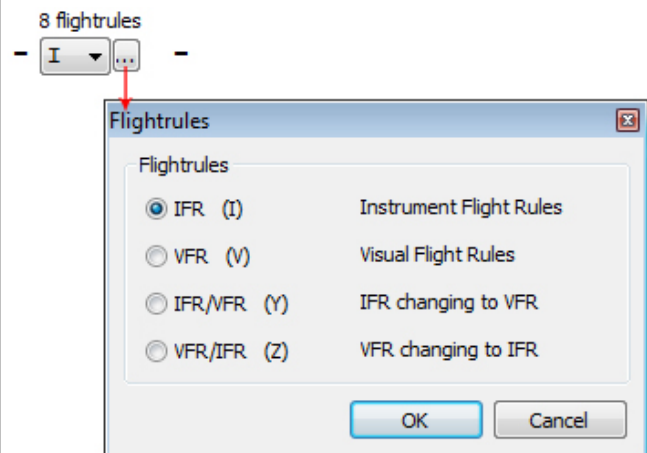 8 flightrules
- I ... -
Flightrules
Flightrules
IFR (I) Instrument Flight Rules
VFR (V) Visual Flight Rules
IFR/VFR (Y) IFR changing to VFR
VFR/IFR (Z) VFR changing to IFR
OK Cancel